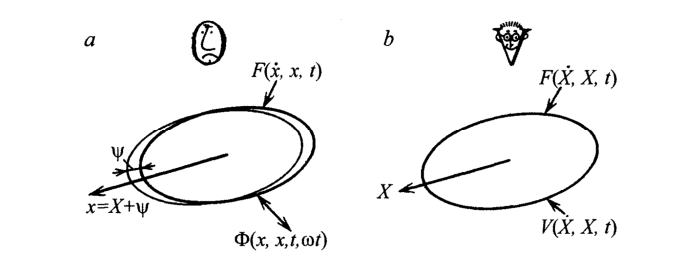 a
b
F(ẋ, x, t)
F(Ẋ, X, t)
ψ
x=X+ψ
X
Φ(x, x,t,ωt)
V(Ẋ, X, t)